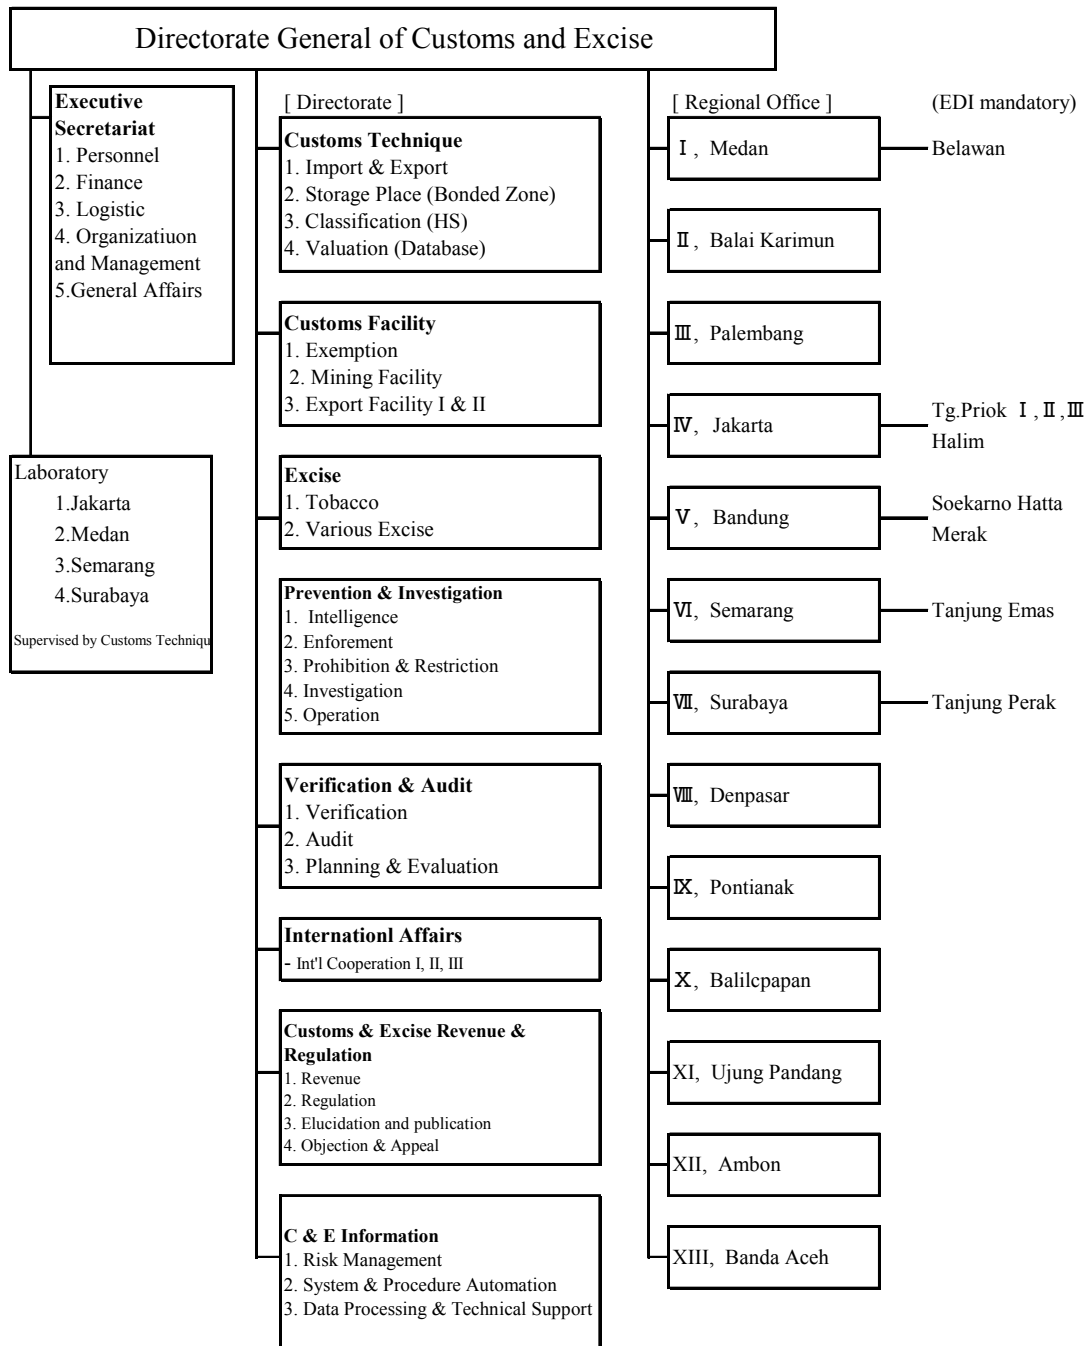 Directorate General of Customs and Excise
Executive
Secretariat
1. Personnel
2. Finance
3. Logistic
4. Organizatiuon
and Management
5.General Affairs
Laboratory
1.Jakarta
2.Medan
3.Semarang
4.Surabaya
Supervised by Customs Techniqu
[ Directorate ]
Customs Technique
1. Import & Export
2. Storage Place (Bonded Zone)
3. Classification (HS)
4. Valuation (Database)
Customs Facility
1. Exemption
2. Mining Facility
3. Export Facility I & II
Excise
1. Tobacco
2. Various Excise
Prevention & Investigation
1. Intelligence
2. Enforement
3. Prohibition & Restriction
4. Investigation
5. Operation
Verification & Audit
1. Verification
2. Audit
3. Planning & Evaluation
Internationl Affairs
- Int'l Cooperation I, II, III
Customs & Excise Revenue &
Regulation
1. Revenue
2. Regulation
3. Elucidation and publication
4. Objection & Appeal
C & E Information
1. Risk Management
2. System & Procedure Automation
3. Data Processing & Technical Support
[ Regional Office ]
(EDI mandatory)
Ⅰ, Medan
Belawan
Ⅱ, Balai Karimun
Ⅲ, Palembang
Ⅳ, Jakarta
Tg.Priok Ⅰ,Ⅱ,Ⅲ
Halim
Ⅴ, Bandung
Soekarno Hatta
Merak
Ⅵ, Semarang
Tanjung Emas
Ⅶ, Surabaya
Tanjung Perak
Ⅷ, Denpasar
Ⅸ, Pontianak
Ⅹ, Balilcpapan
XI, Ujung Pandang
XII, Ambon
XIII, Banda Aceh